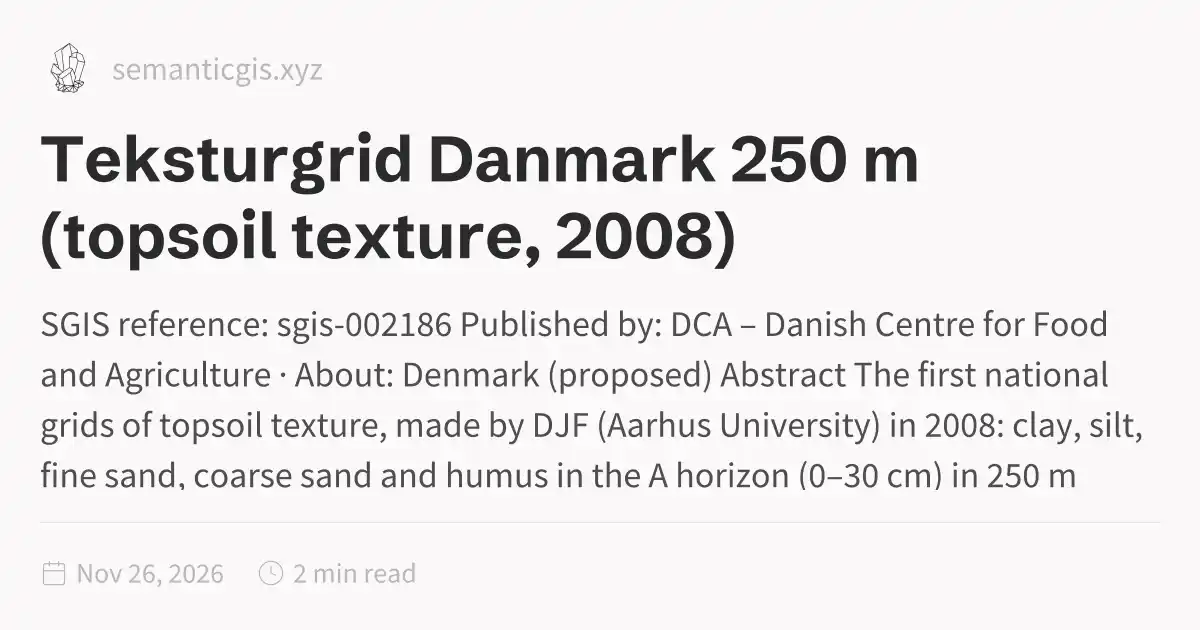 semanticgis.xyz
Teksturgrid Danmark 250 m
(topsoil texture, 2008)
SGIS reference: sgis-002186 Published by: DCA – Danish Centre for Food
and Agriculture · About: Denmark (proposed) Abstract The first national
grids of topsoil texture, made by DJF (Aarhus University) in 2008: clay, silt,
fine sand, coarse sand and humus in the A horizon (0–30 cm) in 250 m
Nov 26, 2026
2 min read